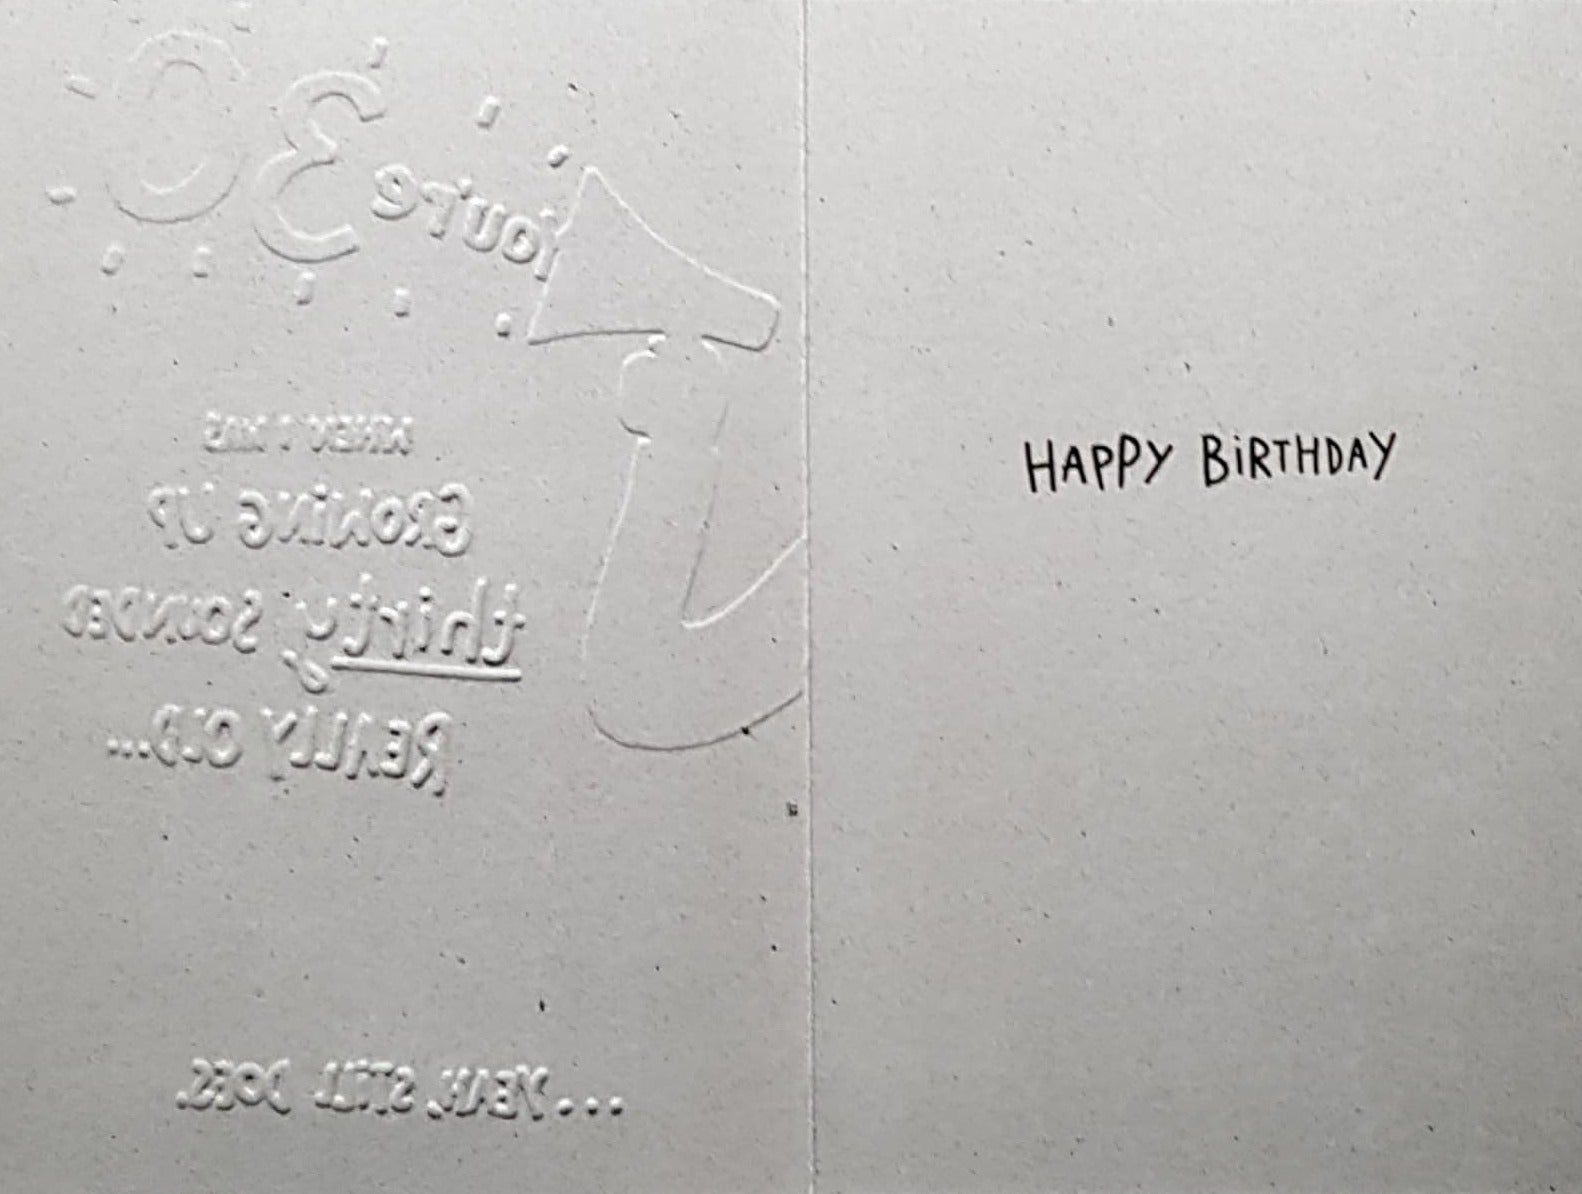 You're 30
WHEN I WAS
GROWiNG UP
thirty SOUNDED
REALLY OLD...
...YEAH, STiLL DOES.
HAPPY BiRTHDAY